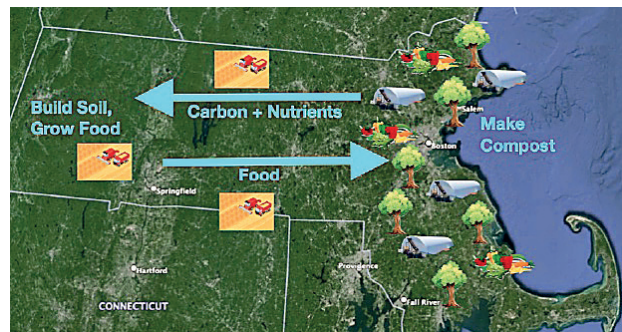 Salem
Build Soil,
Grow Food
Carbon + Nutrients
Make
Compost
Boston
Food
Springfield
Hartford
Providence
CONNECTICUT
Fall River